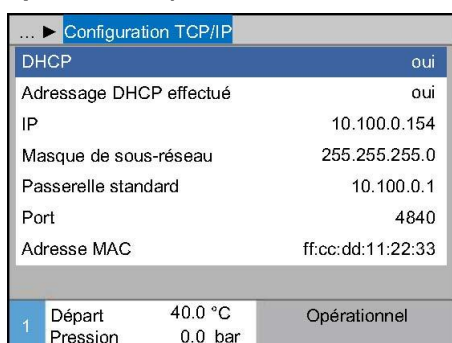 ... ► Configuration TCP/IP
DHCP oui
Adressage DHCP effectué oui
IP 10.100.0.154
Masque de sous-réseau 255.255.255.0
Passerelle standard 10.100.0.1
Port 4840
Adresse MAC ff:cc:dd:11:22:33
1 Départ 40.0 °C Opérationnel
Pression 0.0 bar